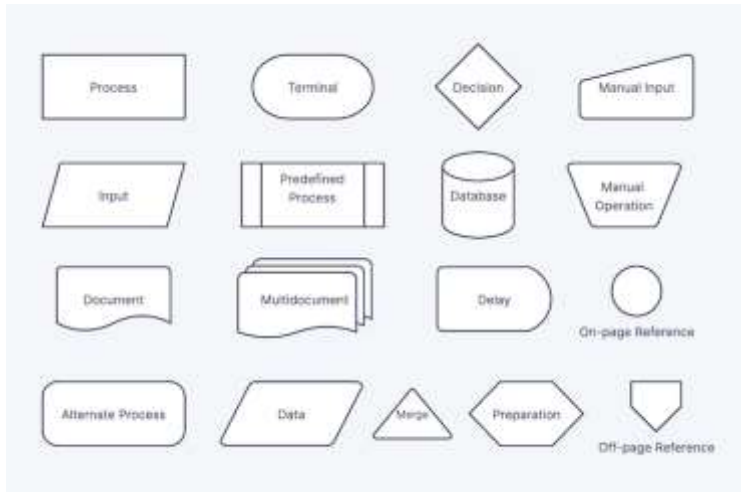 Process
Terminal
Decision
Manual Input
Input
Predefined
Process
Database
Manual
Operation
Document
Multidocument
Delay
On-page Reference
Alternate Process
Data
Merge
Preparation
Off-page Reference